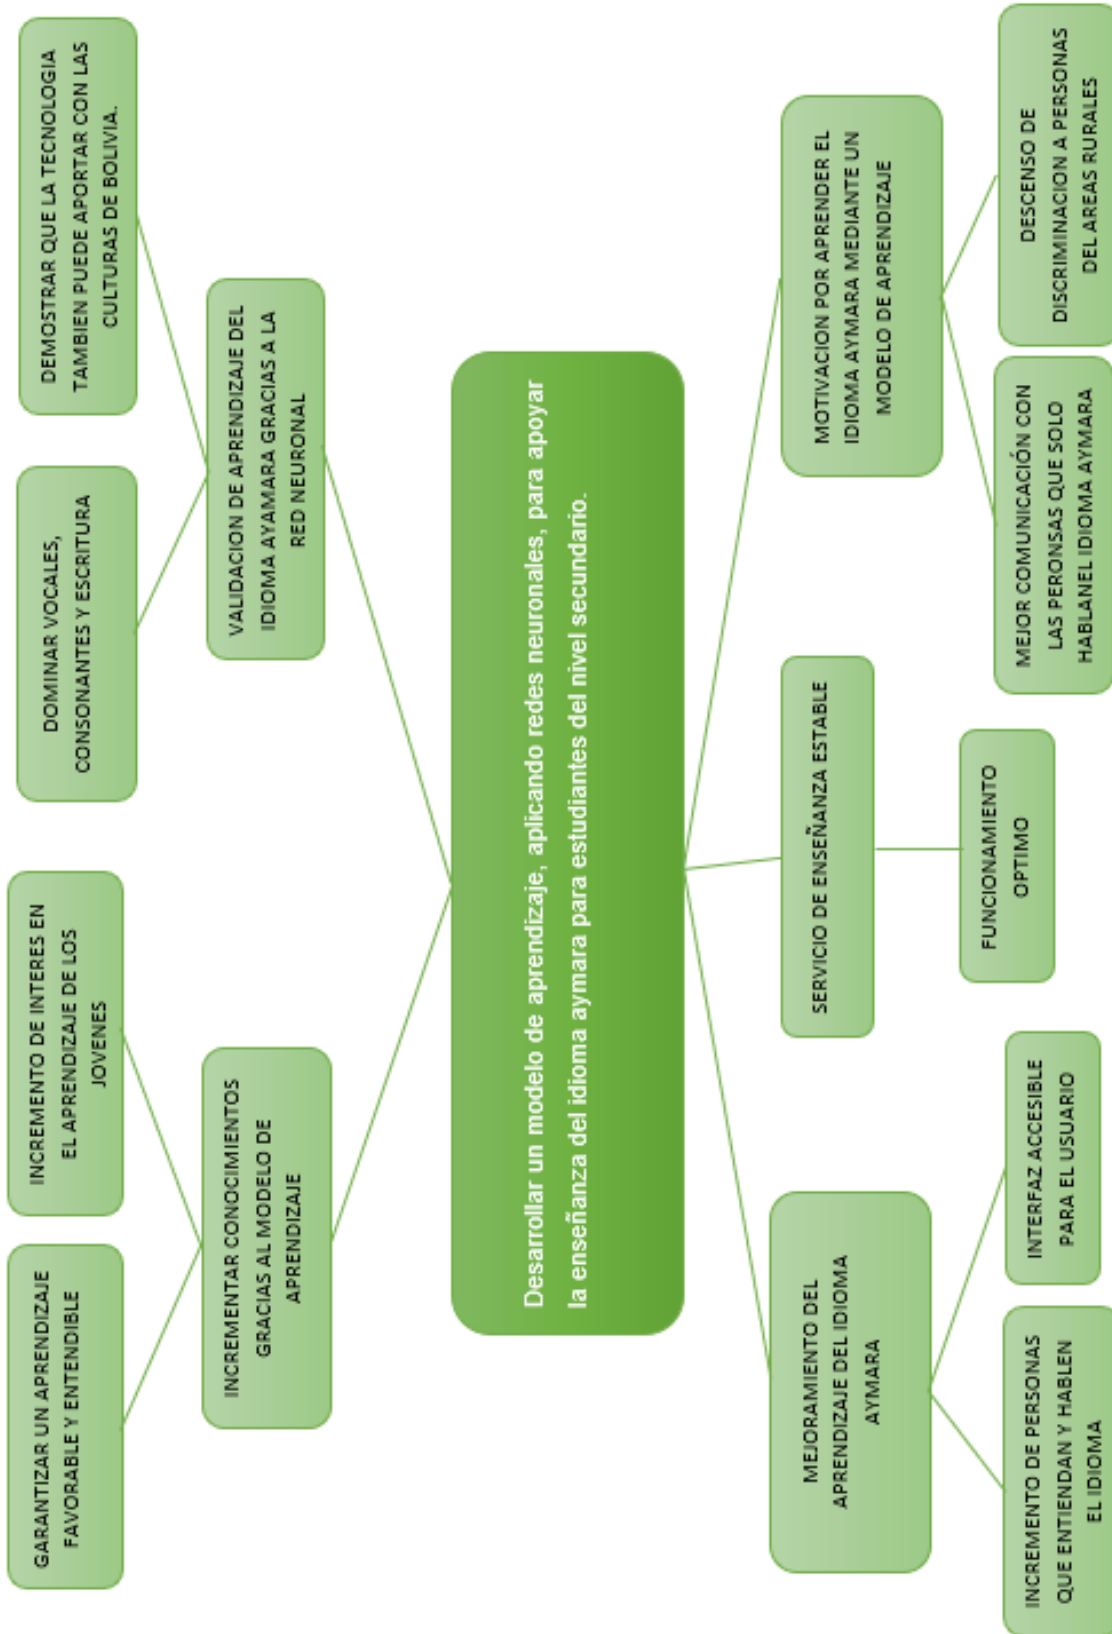 GARANTIZAR UN APRENDIZAJE
FAVORABLE Y ENTENDIBLE
INCREMENTO DE INTERES EN
EL APRENDIZAJE DE LOS
JOVENES
DOMINAR VOCALES,
CONSONANTES Y ESCRITURA
DEMOSTRAR QUE LA TECNOLOGIA
TAMBIEN PUEDE APORTAR CON LAS
CULTURAS DE BOLIVIA.
INCREMENTAR CONOCIMIENTOS
GRACIAS AL MODELO DE
APRENDIZAJE
VALIDACION DE APRENDIZAJE DEL
IDIOMA AYAMARA GRACIAS A LA
RED NEURONAL
Desarrollar un modelo de aprendizaje, aplicando redes neuronales, para apoyar
la enseñanza del idioma aymara para estudiantes del nivel secundario.
MEJORAMIENTO DEL
APRENDIZAJE DEL IDIOMA
AYMARA
SERVICIO DE ENSEÑANZA ESTABLE
MOTIVACION POR APRENDER EL
IDIOMA AYMARA MEDIANTE UN
MODELO DE APRENDIZAJE
INCREMENTO DE PERSONAS
QUE ENTIENDAN Y HABLEN
EL IDIOMA
INTERFAZ ACCESIBLE
PARA EL USUARIO
FUNCIONAMIENTO
OPTIMO
MEJOR COMUNICACIÓN CON
LAS PERONSAS QUE SOLO
HABLANEL IDIOMA AYMARA
DESCENSO DE
DISCRIMINACION A PERSONAS
DEL AREAS RURALES